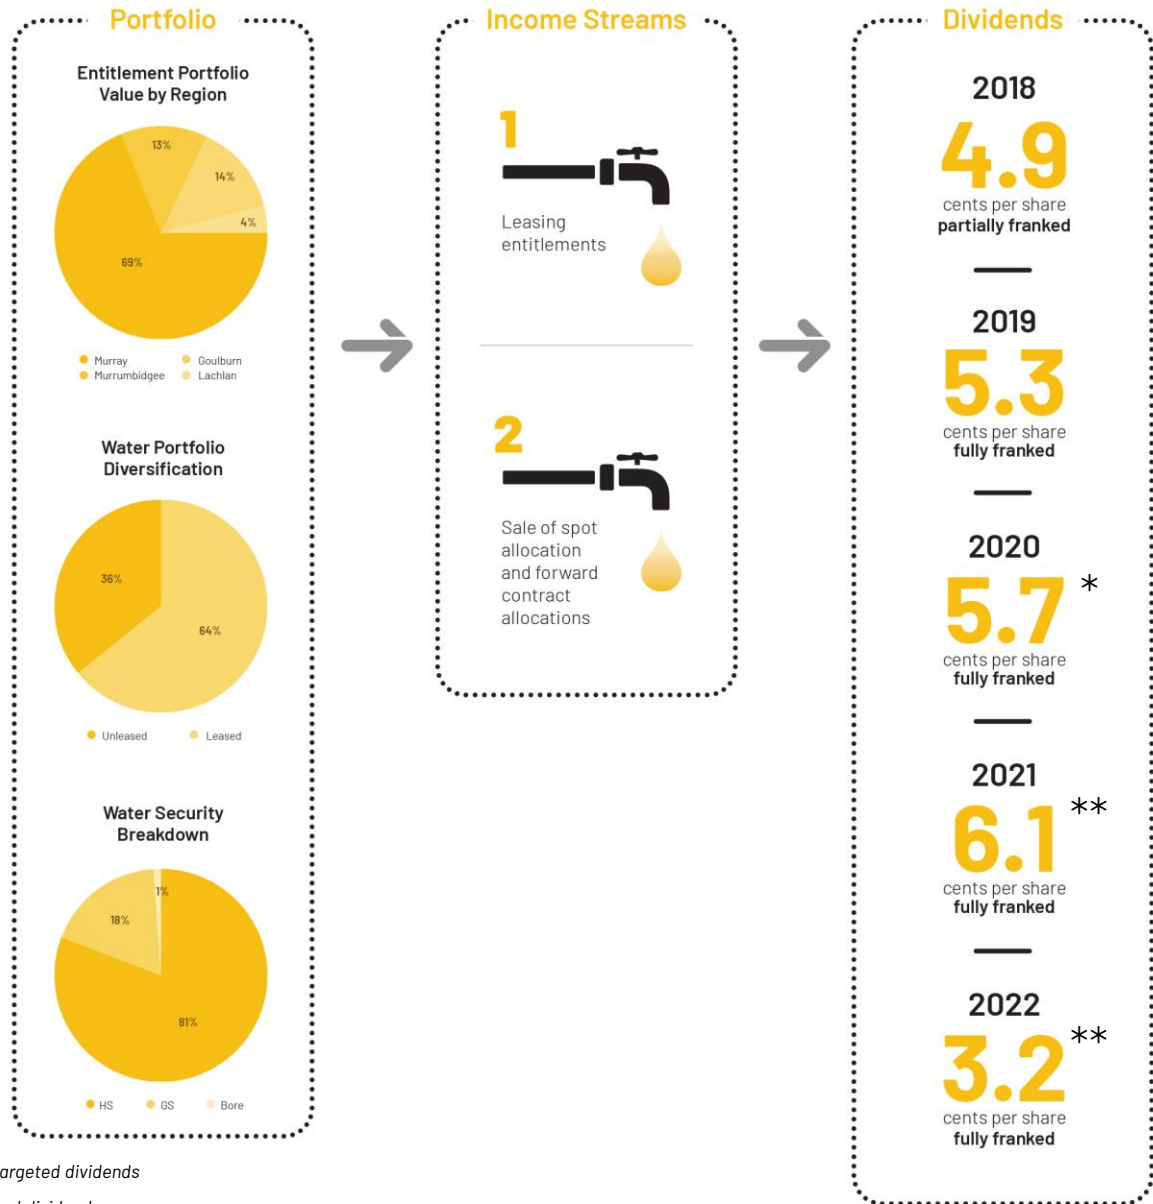 Portfolio
Entitlement Portfolio
Value by Region
13%
14%
4%
69%
Murray
Goulburn
Murrumbidgee
Lachlan
Water Portfolio
Diversification
36%
64%
Unleased
Leased
Water Security
Breakdown
1%
18%
81%
HS
GS
Bore
Income Streams
1
Leasing
entitlements
2
Sale of spot
allocation
and forward
contract
allocations
Dividends
2018
4.9
cents per share
partially franked
2019
5.3
cents per share
fully franked
2020
5.7 *
cents per share
fully franked
2021
6.1 **
cents per share
fully franked
2022
3.2 **
cents per share
fully franked
argeted dividends